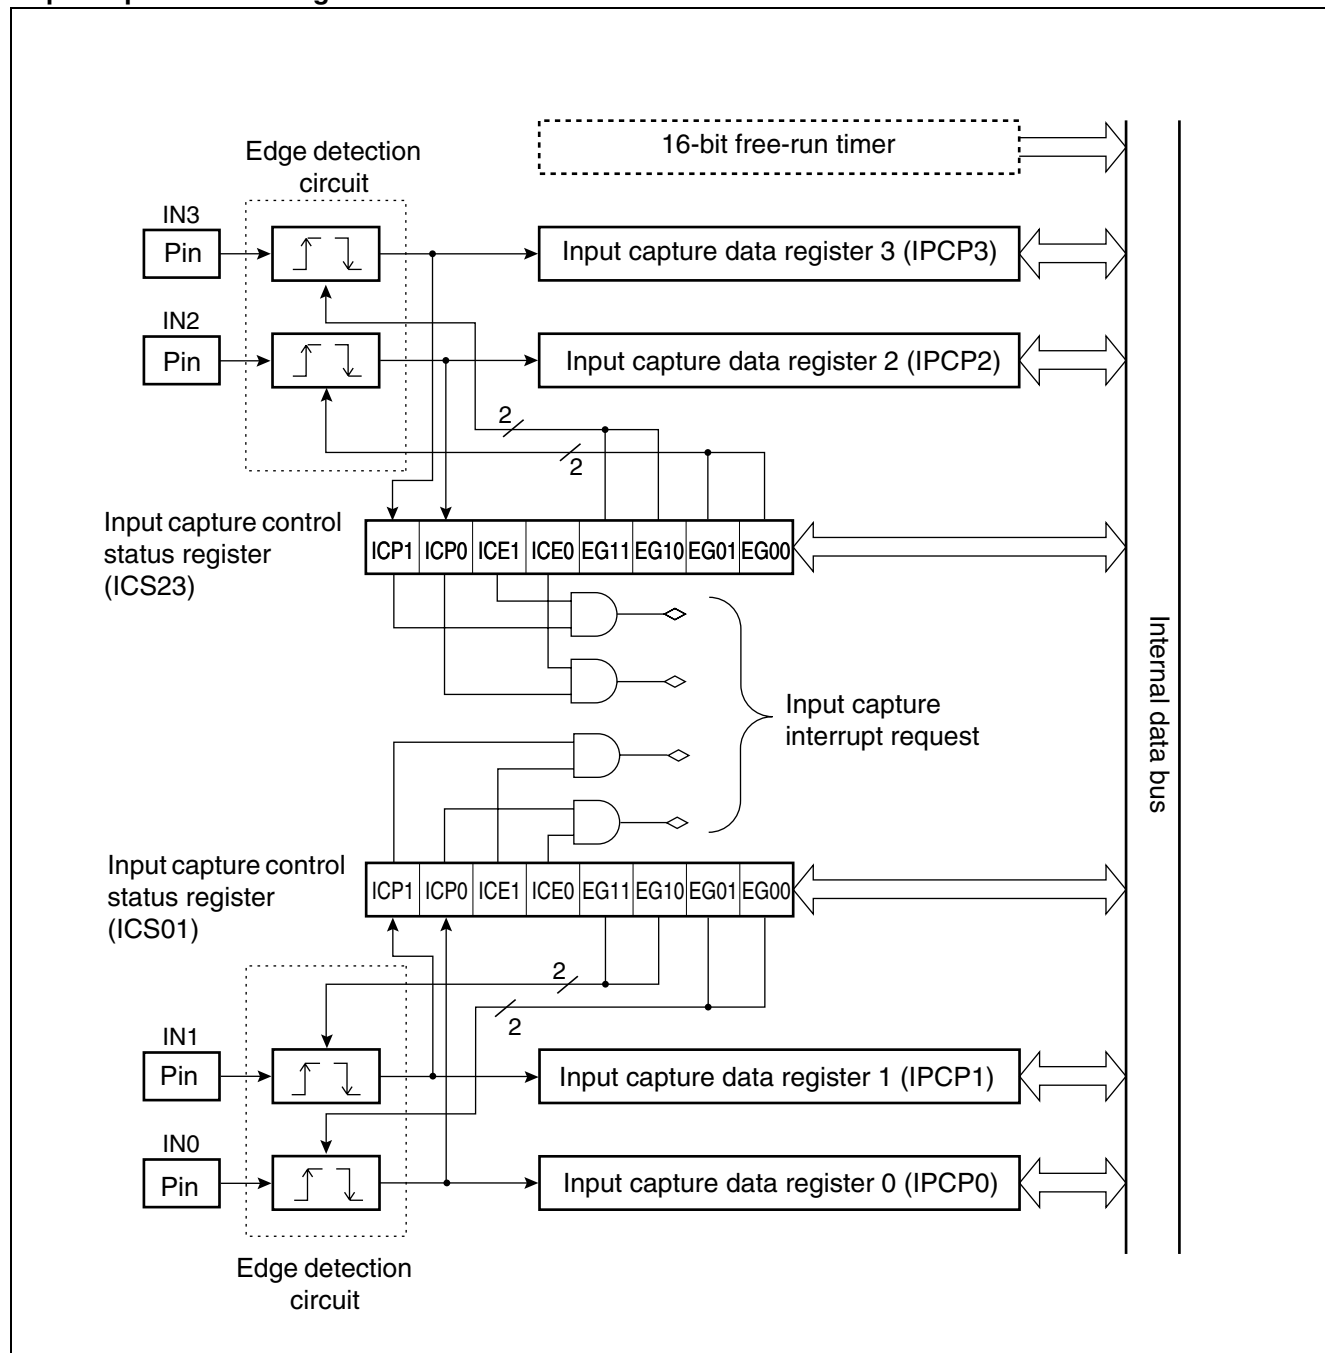 16-bit free-run timer
Edge detection
circuit
IN3
Pin
Input capture data register 3 (IPCP3)
IN2
Pin
Input capture data register 2 (IPCP2)
2
2
Input capture control
status register
(ICS23)
ICP1 ICP0 ICE1 ICE0 EG11 EG10 EG01 EG00
Input capture
interrupt request
Internal data bus
Input capture control
status register
(ICS01)
ICP1 ICP0 ICE1 ICE0 EG11 EG10 EG01 EG00
2
2
IN1
Pin
Input capture data register 1 (IPCP1)
IN0
Pin
Input capture data register 0 (IPCP0)
Edge detection
circuit